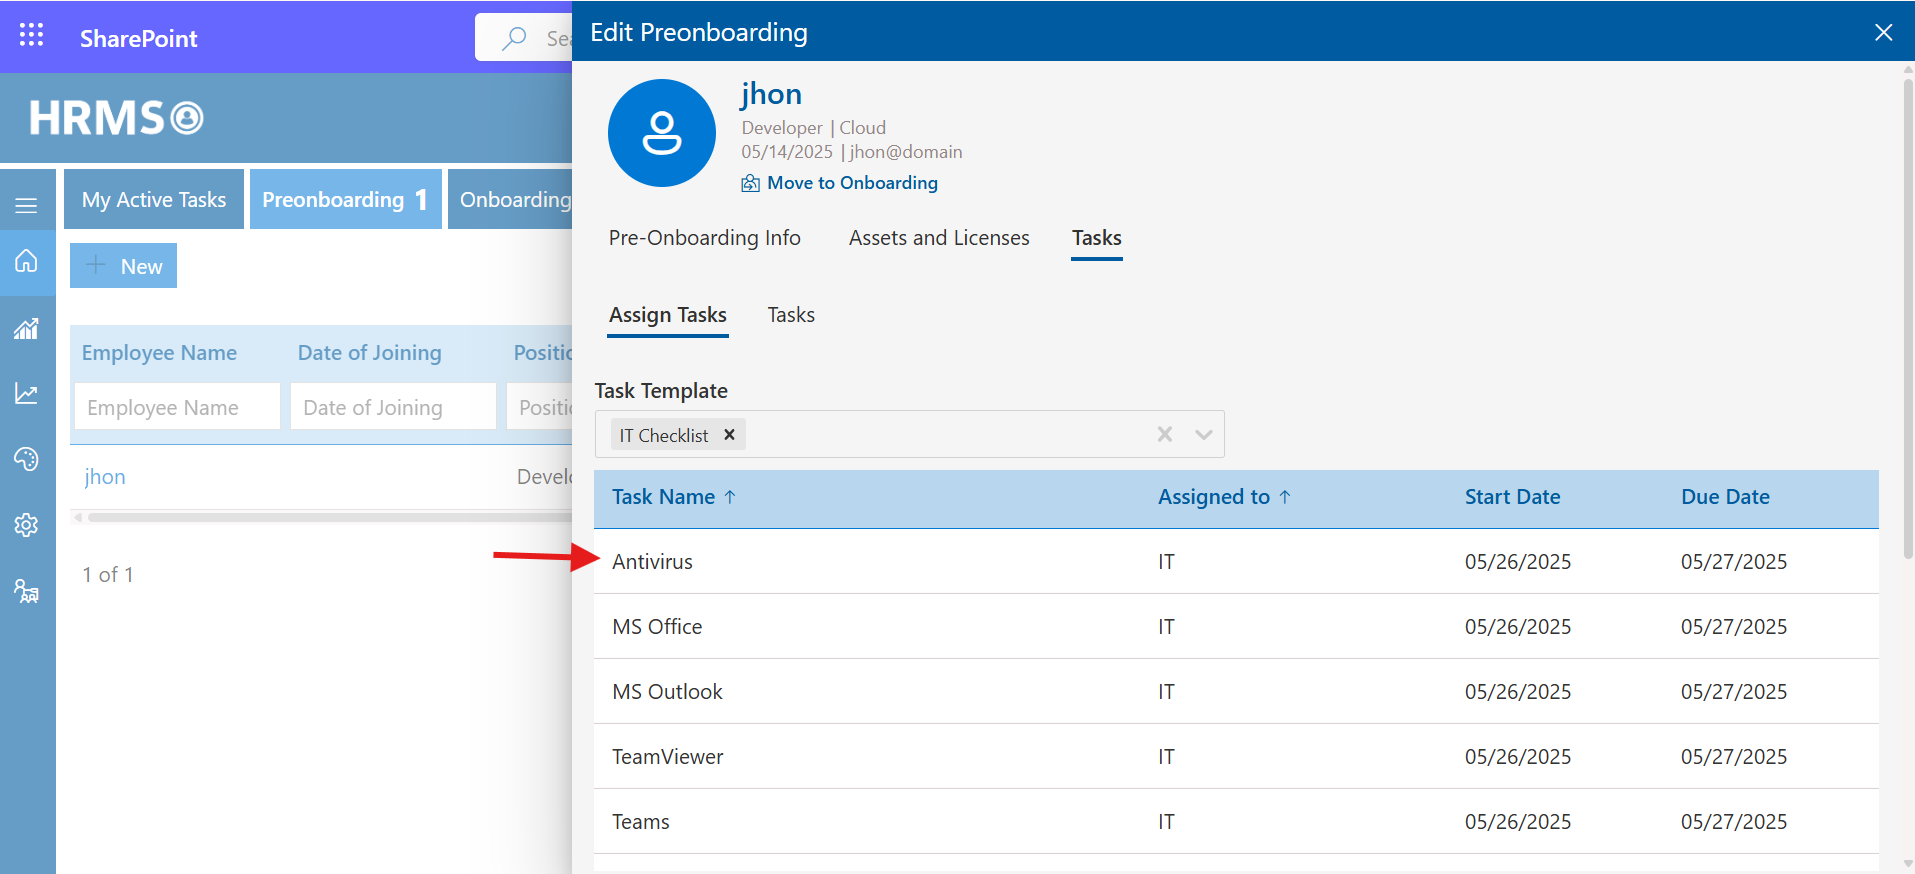 SharePoint
HRMS
My Active Tasks
Preonboarding 1
Onboarding
New
Employee Name
Date of Joining
Employee Name
Date of Joining
jhon
1 of 1
Edit Preonboarding
jhon
Developer | Cloud
05/14/2025 | jhon@domain
Move to Onboarding
Pre-Onboarding Info
Assets and Licenses
Tasks
Assign Tasks
Tasks
Task Template
IT Checklist
Task Name ↑ Assigned to ↑ Start Date Due Date
Antivirus IT 05/26/2025 05/27/2025
MS Office IT 05/26/2025 05/27/2025
MS Outlook IT 05/26/2025 05/27/2025
TeamViewer IT 05/26/2025 05/27/2025
Teams IT 05/26/2025 05/27/2025